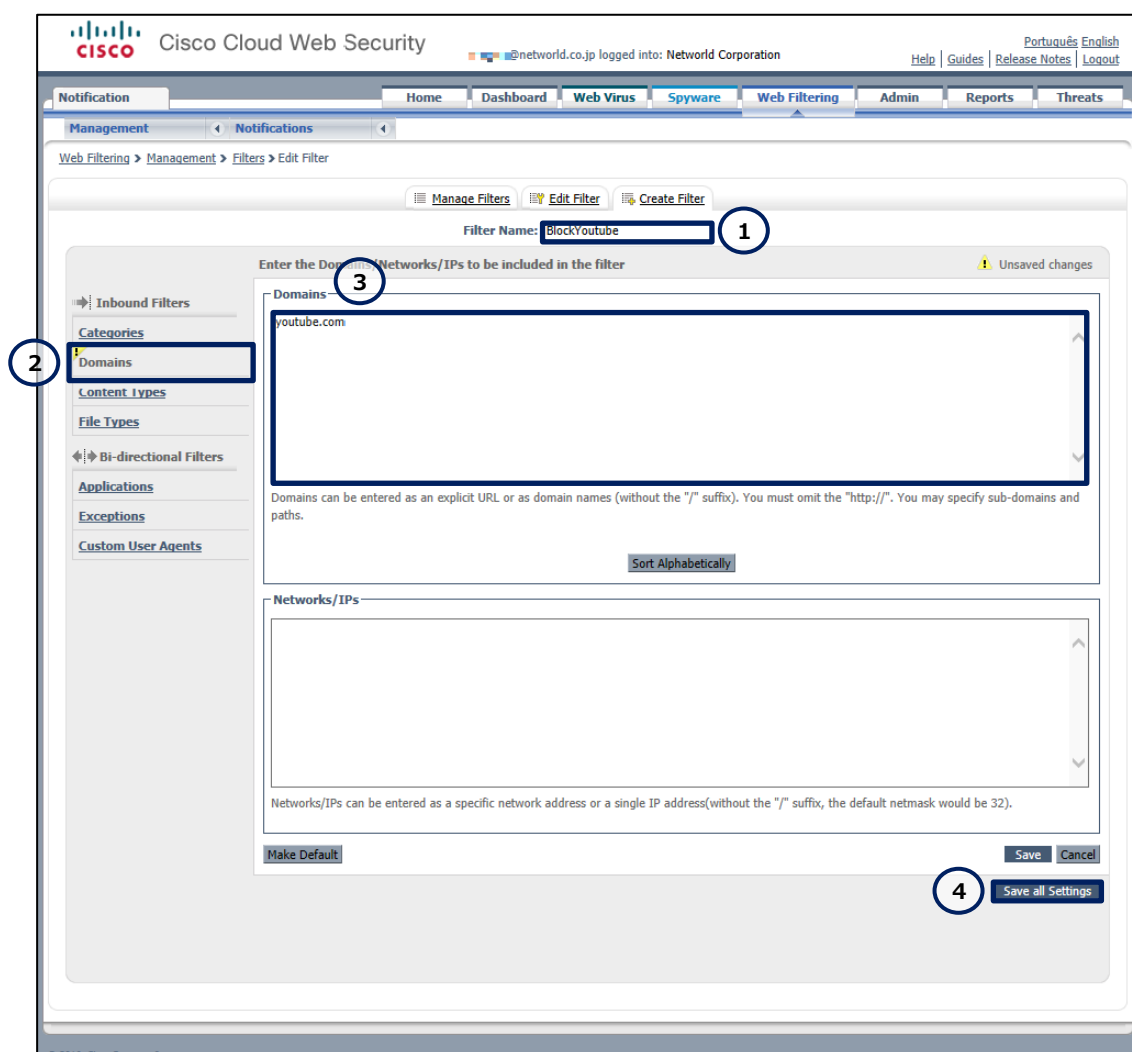 CISCO Cisco Cloud Web Security
@networld.co.jp logged into: Networld Corporation
Português English
Help Guides Release Notes Logout
Notification Home Dashboard Web Virus Spyware Web Filtering Admin Reports Threats
Management Notifications
Web Filtering > Management > Filters > Edit Filter
Manage Filters Edit Filter Create Filter
Filter Name: BlockYoutube 1
Enter the Domains/Networks/IPs to be included in the filter
Unsaved changes
3
Inbound Filters
Categories
2 Domains
Content Types
File Types
Bi-directional Filters
Applications
Exceptions
Custom User Agents
Domains
youtube.com
Domains can be entered as an explicit URL or as domain names (without the "/" suffix). You must omit the "http://". You may specify sub-domains and
paths.
Sort Alphabetically
Networks/IPs
Networks/IPs can be entered as a specific network address or a single IP address(without the "/" suffix, the default netmask would be 32).
Make Default Save Cancel
4 Save all Settings